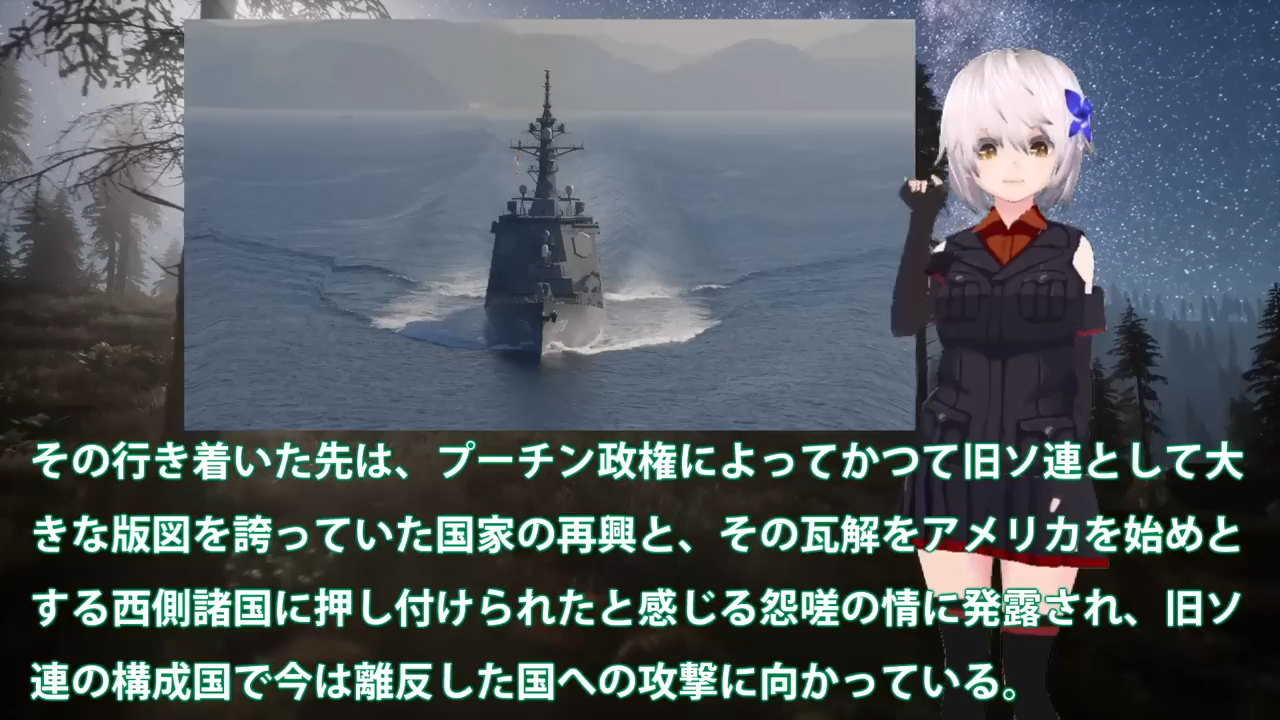 その行き着いた先は、プーチン政権によってかつて旧ソ連として大
きな版図を誇っていた国家の再興と、その瓦解をアメリカを始めと
する西側諸国に押し付けられたと感じる怨嗟の情に発露され、旧ソ
連の構成国で今は離反した国への攻撃に向かっている。